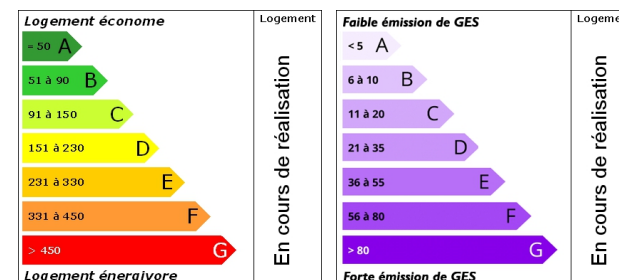 Logement économe
Logement
= 50 A
51 à 90 B
91 à 150 C
151 à 230 D
231 à 330 E
331 à 450 F
> 450 G
Logement énergivore
En cours de réalisation
Faible émission de GES
Logeme
< 5 A
6 à 10 B
11 à 20 C
21 à 35 D
36 à 55 E
56 à 80 F
> 80 G
Forte émission de GES
En cours de réalisation